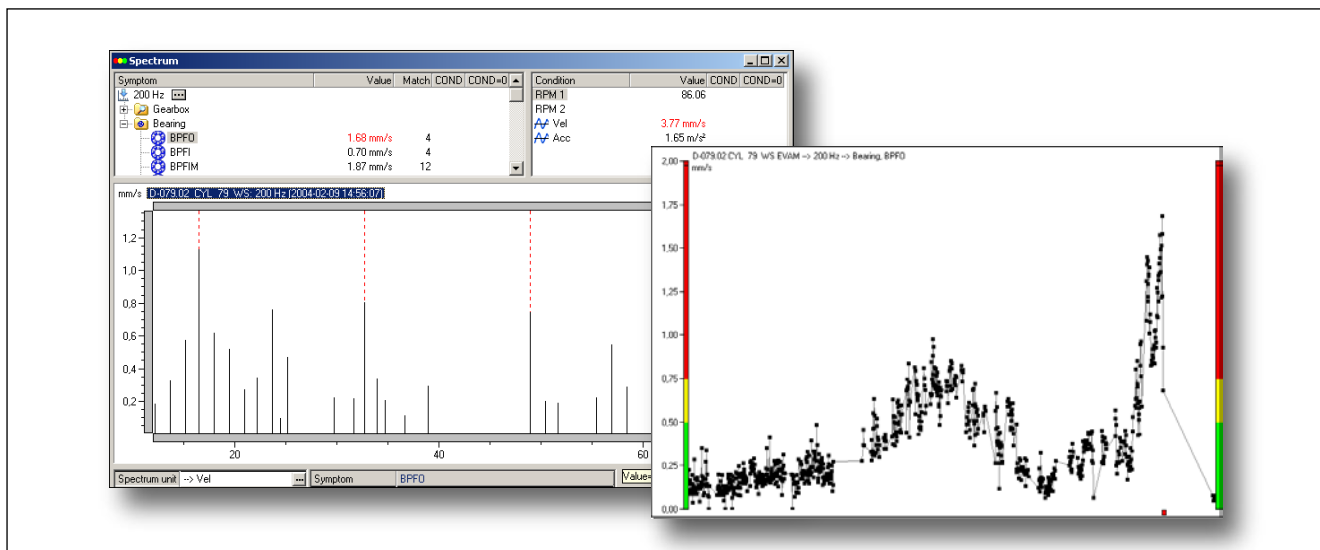 Spectrum
Symptom Value Match COND COND=0
200 Hz ...
Gearbox
Bearing
BPFO 1.68 mm/s 4
BPFI 0.70 mm/s 4
BPFIM 1.87 mm/s 12
Condition Value COND COND=0
RPM 1 86.06
RPM 2
Vel 3.77 mm/s
Acc 1.65 m/s²
mm/s D-079.02 CYL 79 WS: 200 Hz (2004-02-09 14:56:07)
1,2
1,0
0,8
0,6
0,4
0,2
20 40 60
Spectrum unit --> Vel ... Symptom BPFO Value=
D-079.02 CYL 79 WS EVAM --> 200 Hz --> Bearing, BPFO
mm/s
2,00
1,75
1,50
1,25
1,00
0,75
0,50
0,25
0,00